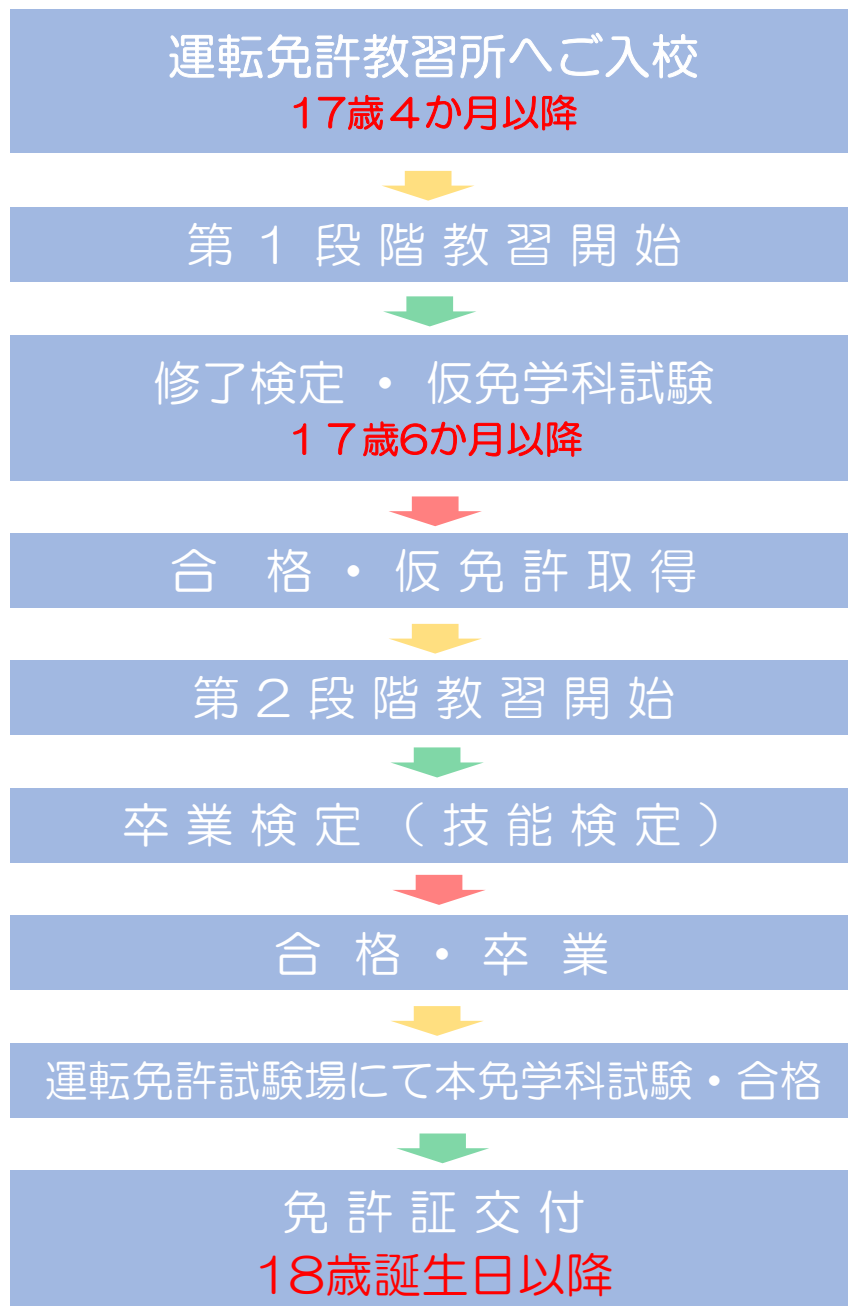 運転免許教習所へご入校
17歳4か月以降
第1段階教習開始
修了検定・仮免学科試験
17歳6か月以降
合格・仮免許取得
第2段階教習開始
卒業検定(技能検定)
合格・卒業
運転免許試験場にて本免学科試験・合格
免許証交付
18歳誕生日以降